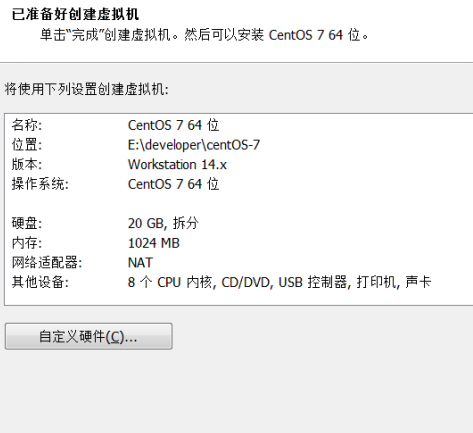 已准备好创建虚拟机
单击“完成”创建虚拟机。然后可以安装 CentOS 7 64 位。
将使用下列设置创建虚拟机:
名称: CentOS 7 64 位
位置: E:\developer\centOS-7
版本: Workstation 14.x
操作系统: CentOS 7 64 位
硬盘: 20 GB, 拆分
内存: 1024 MB
网络适配器: NAT
其他设备: 8 个 CPU 内核, CD/DVD, USB 控制器, 打印机, 声卡
自定义硬件(C)...